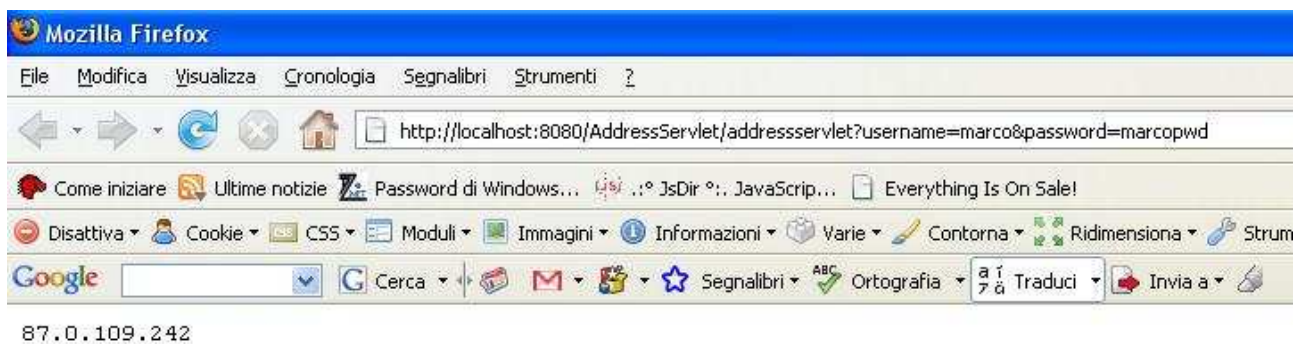 Mozilla Firefox
File Modifica Visualizza Cronologia Segnalibri Strumenti ?
http://localhost:8080/AddressServlet/addressservlet?username=marco&password=marcopwd
Come iniziare Ultime notizie Password di Windows... .:° JsDir °:. JavaScrip... Everything Is On Sale!
Disattiva Cookie CSS Moduli Immagini Informazioni Varie Contorna Ridimensiona Strum
Google G Cerca Segnalibri ABC Ortografia Traduci Invia a
87.0.109.242